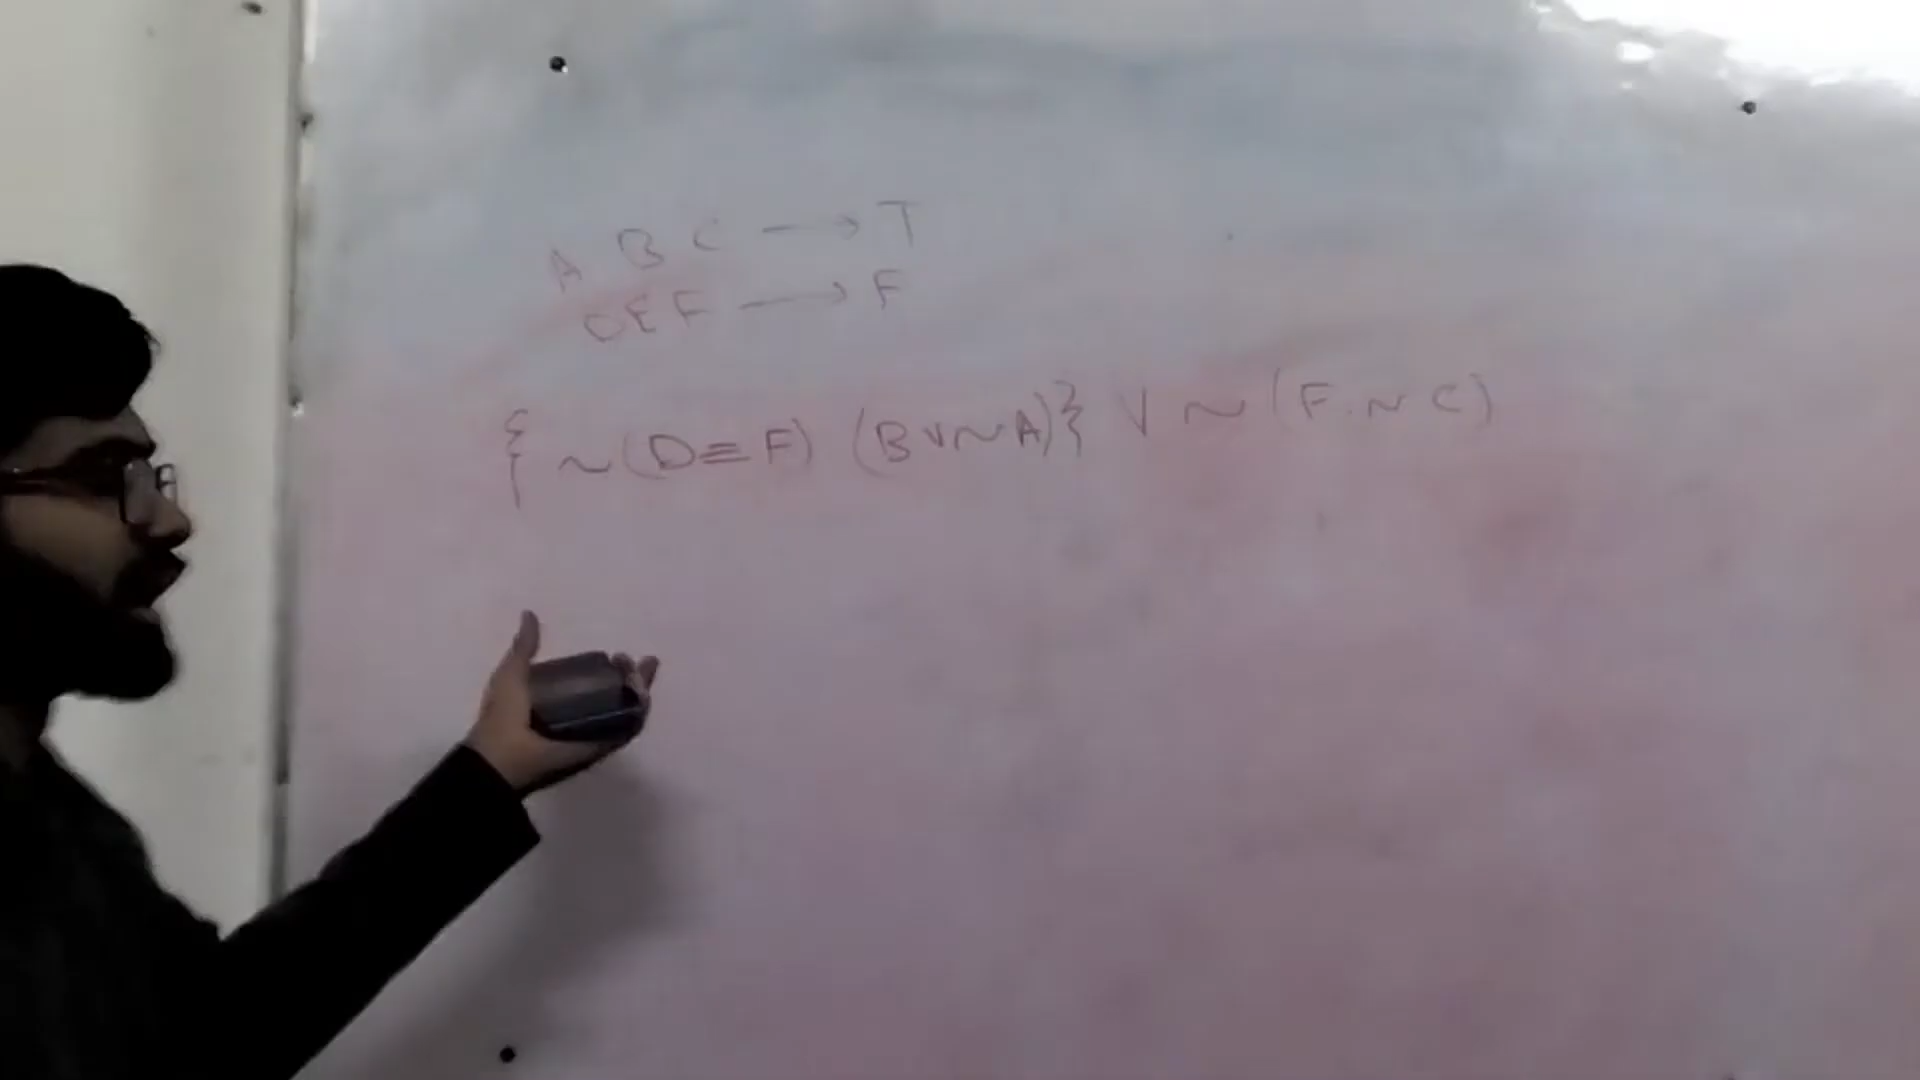 A B C → T
D E F → F
{ ~(D≡F) (B∨~A)} ∨ ~(F.~C)